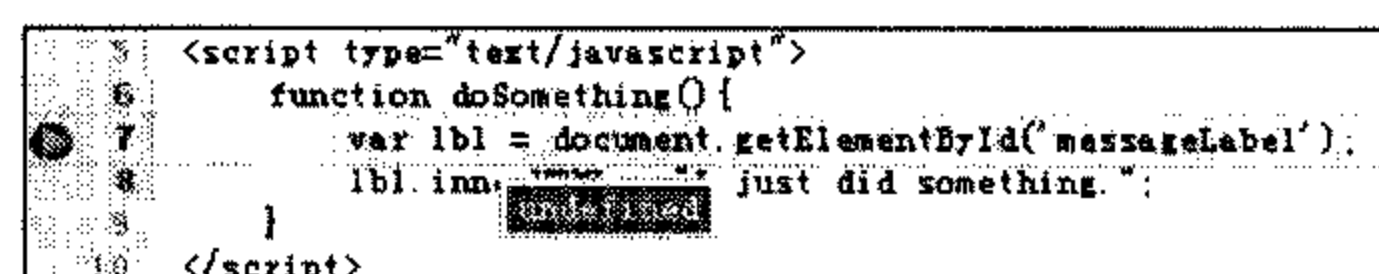 5 <script type="text/javascript">
6 function doSomething(){
7 var lbl = document.getElementById('messageLabel');
8 lbl.inn just did something.";
undefined
9 }
10 </script>